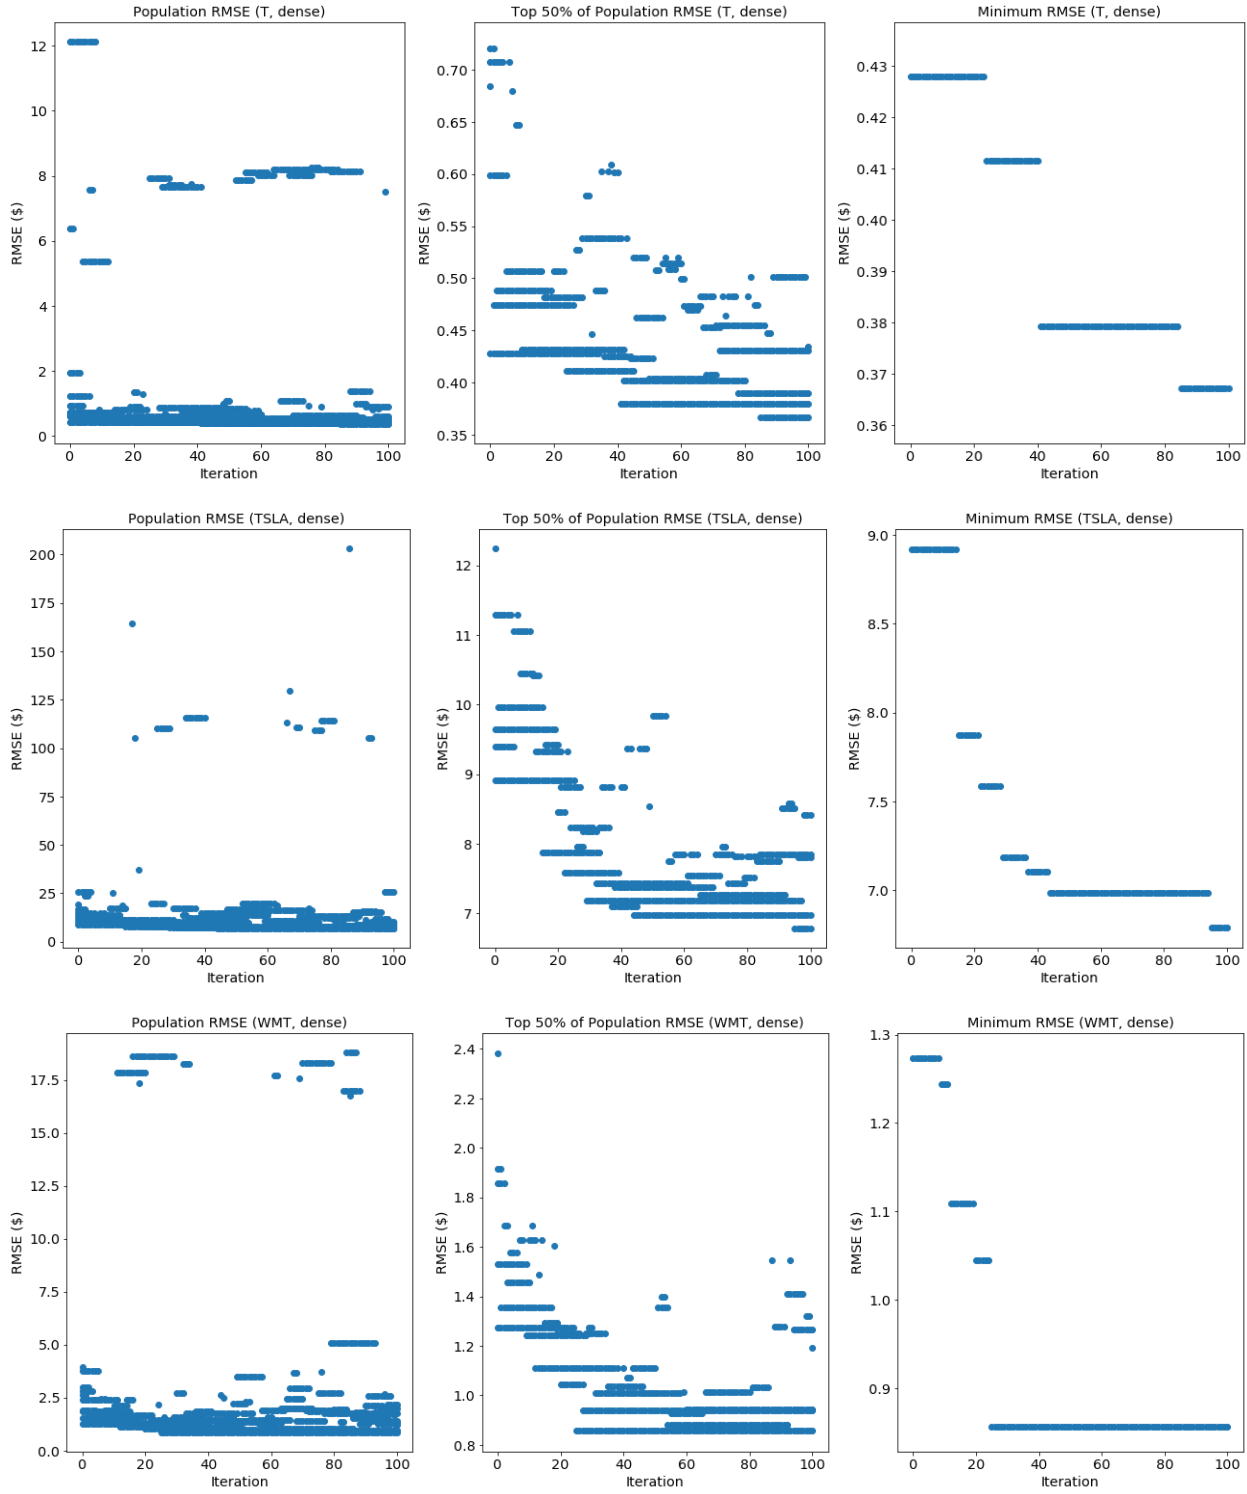 Population RMSE (T, dense)
Top 50% of Population RMSE (T, dense)
Minimum RMSE (T, dense)
RMSE ($)
12
10
8
6
4
2
0
0 20 40 60 80 100
Iteration
RMSE ($)
0.70
0.65
0.60
0.55
0.50
0.45
0.40
0.35
0 20 40 60 80 100
Iteration
RMSE ($)
0.43
0.42
0.41
0.40
0.39
0.38
0.37
0.36
0 20 40 60 80 100
Iteration
Population RMSE (TSLA, dense)
Top 50% of Population RMSE (TSLA, dense)
Minimum RMSE (TSLA, dense)
RMSE ($)
200
175
150
125
100
75
50
25
0
0 20 40 60 80 100
Iteration
RMSE ($)
12
11
10
9
8
7
0 20 40 60 80 100
Iteration
RMSE ($)
9.0
8.5
8.0
7.5
7.0
0 20 40 60 80 100
Iteration
Population RMSE (WMT, dense)
Top 50% of Population RMSE (WMT, dense)
Minimum RMSE (WMT, dense)
RMSE ($)
17.5
15.0
12.5
10.0
7.5
5.0
2.5
0.0
0 20 40 60 80 100
Iteration
RMSE ($)
2.4
2.2
2.0
1.8
1.6
1.4
1.2
1.0
0.8
0 20 40 60 80 100
Iteration
RMSE ($)
1.3
1.2
1.1
1.0
0.9
0 20 40 60 80 100
Iteration